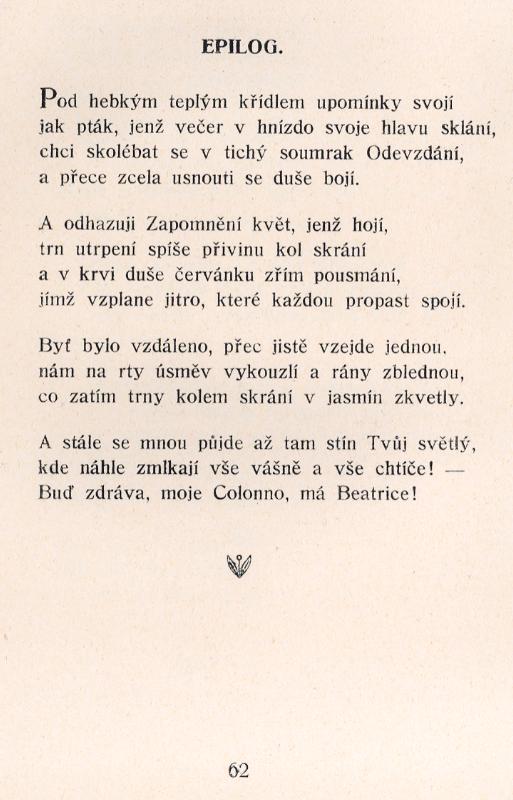 EPILOG.
Pod hebkým teplým křídlem upomínky svojí
jak pták, jenž večer v hnízdo svoje hlavu sklání,
chci skolébat se v tichý soumrak Odevzdání,
a přece zcela usnouti se duše bojí.
A odhazuji Zapomnění květ, jenž hojí,
trn utrpení spíše přivinu kol skrání
a v krvi duše červánku zřím pousmání,
jímž vzplane jitro, které každou propast spojí.
Byť bylo vzdáleno, přec jistě vzejde jednou,
nám na rty úsměv vykouzlí a rány zblednou,
co zatím trny kolem skrání v jasmín zkvetly.
A stále se mnou půjde až tam stín Tvůj světlý,
kde náhle zmlkají vše vášně a vše chtíče! —
Buď zdráva, moje Colonno, má Beatrice!
62